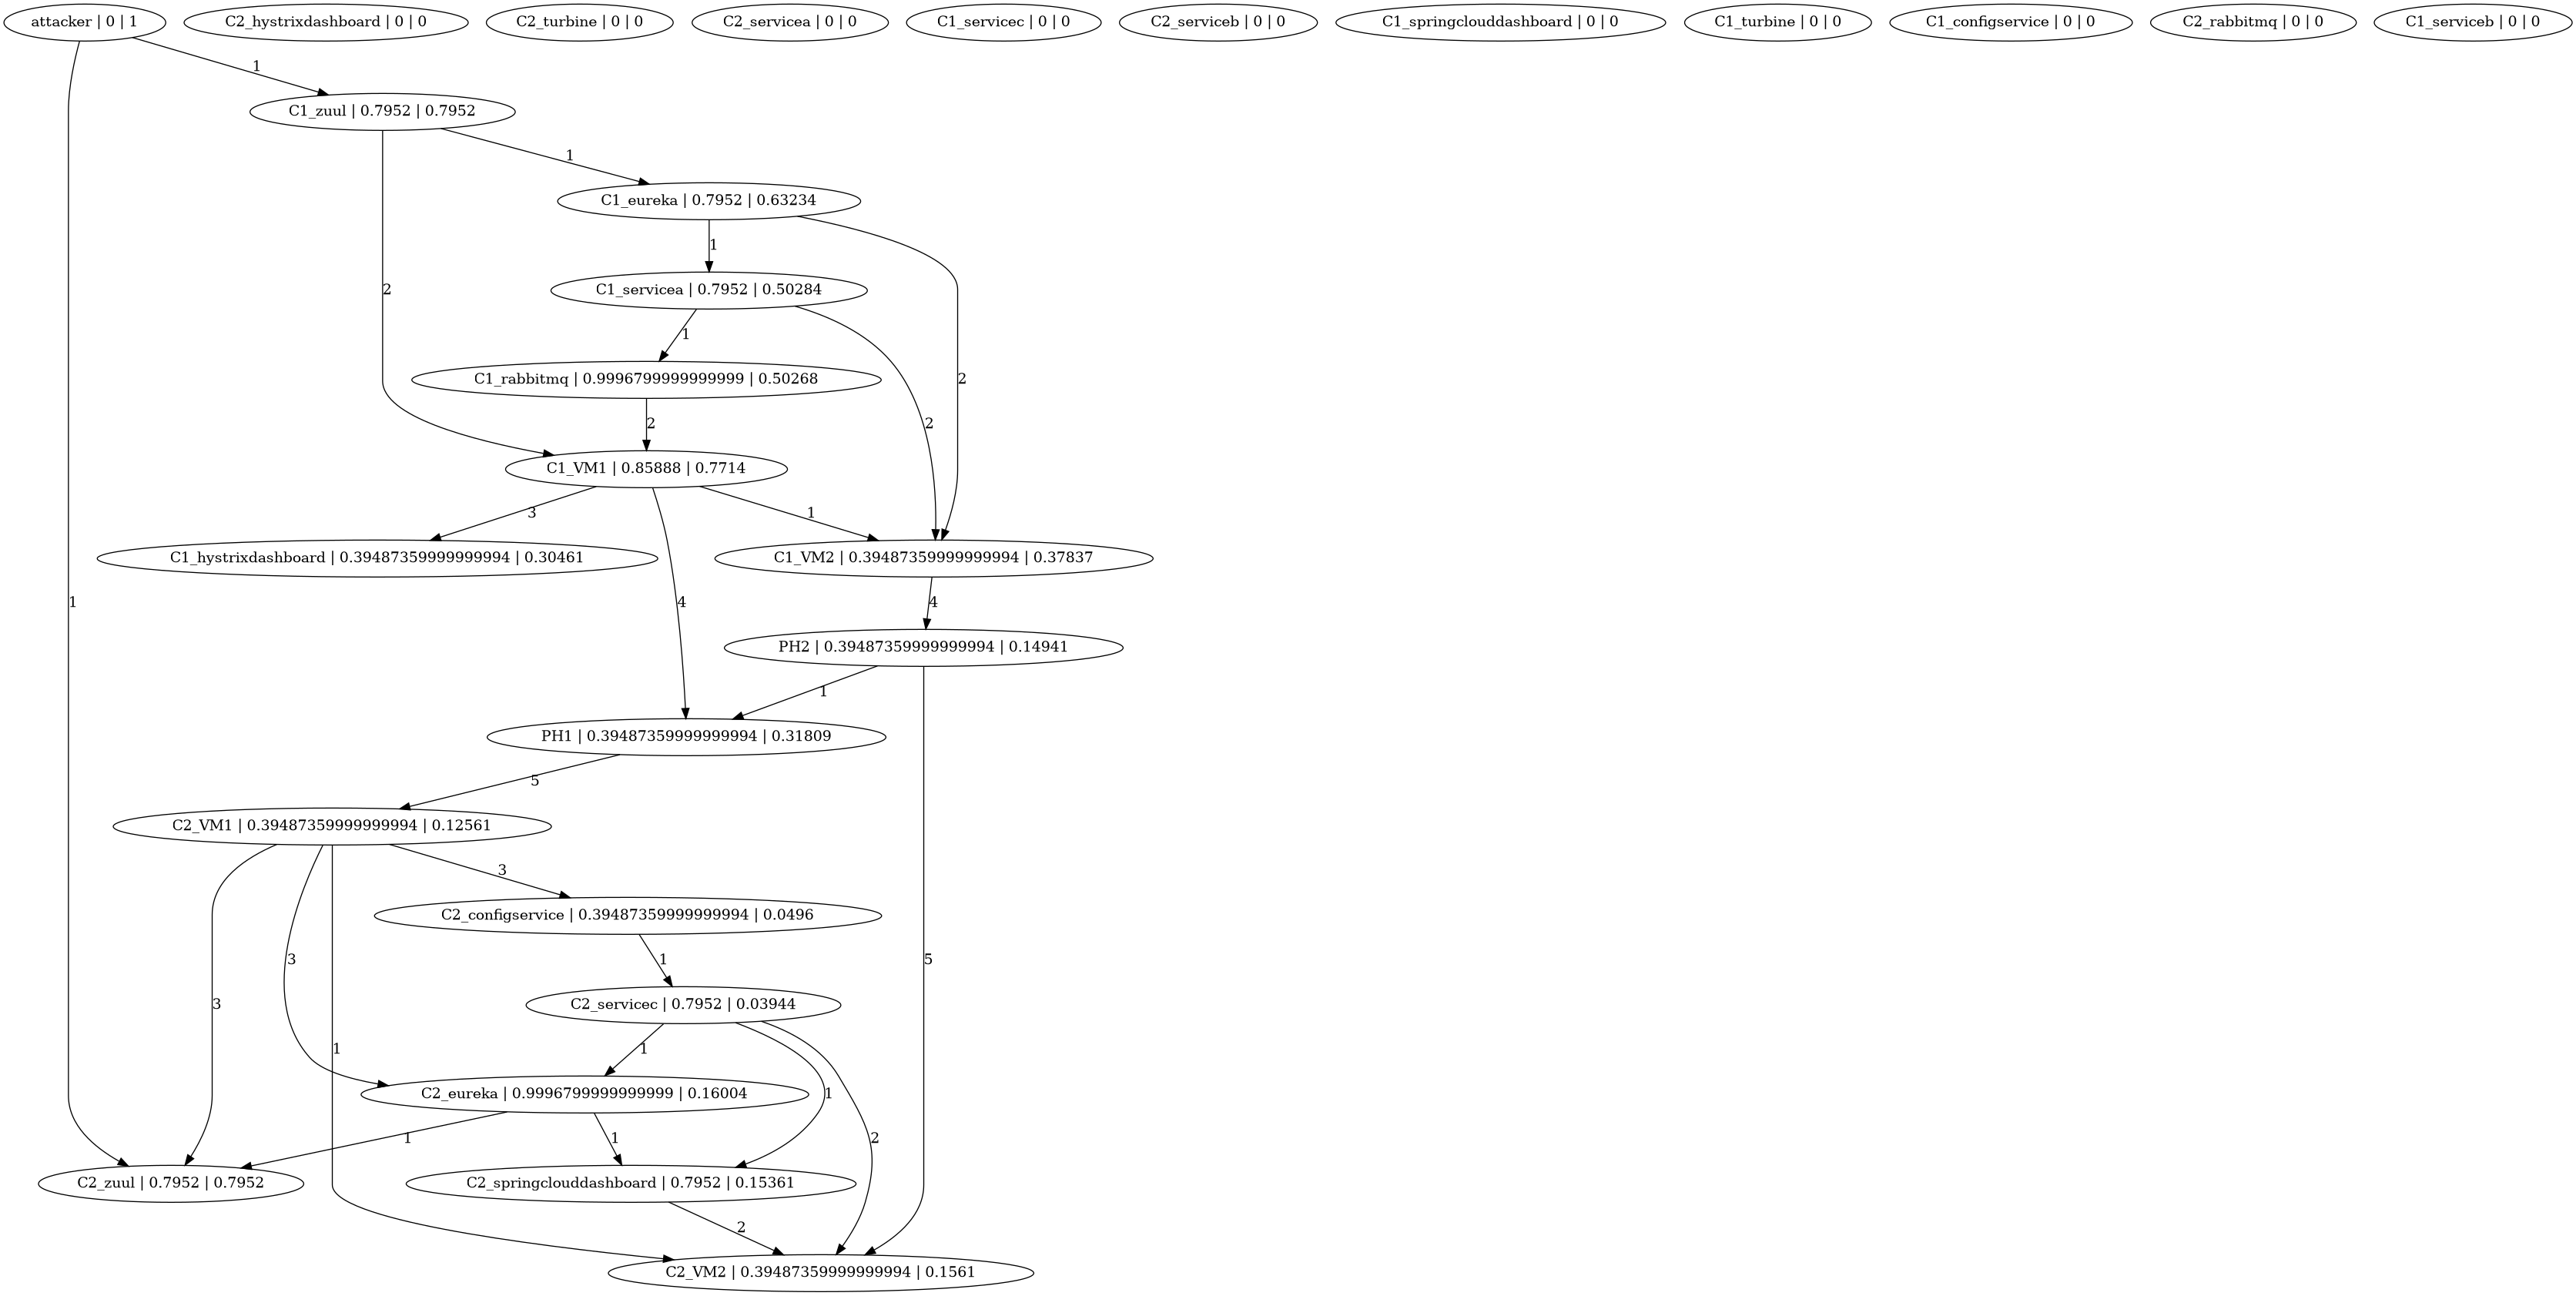 attacker | 0 | 1
C2_hystrixdashboard | 0 | 0
C2_turbine | 0 | 0
C2_servicea | 0 | 0
C1_servicec | 0 | 0
C2_serviceb | 0 | 0
C1_springclouddashboard | 0 | 0
C1_turbine | 0 | 0
C1_configservice | 0 | 0
C2_rabbitmq | 0 | 0
C1_serviceb | 0 | 0
1
C1_zuul | 0.7952 | 0.7952
1
C1_eureka | 0.7952 | 0.63234
1
2
C1_servicea | 0.7952 | 0.50284
1
C1_rabbitmq | 0.9996799999999999 | 0.50268
2
2
2
C1_VM1 | 0.85888 | 0.7714
3
1
C1_hystrixdashboard | 0.39487359999999994 | 0.30461
C1_VM2 | 0.39487359999999994 | 0.37837
1
4
4
PH2 | 0.39487359999999994 | 0.14941
1
PH1 | 0.39487359999999994 | 0.31809
5
C2_VM1 | 0.39487359999999994 | 0.12561
3
C2_configservice | 0.39487359999999994 | 0.0496
3
1
5
C2_servicec | 0.7952 | 0.03944
3
1
1
C2_eureka | 0.9996799999999999 | 0.16004
1
1
1
2
C2_zuul | 0.7952 | 0.7952
C2_springclouddashboard | 0.7952 | 0.15361
2
C2_VM2 | 0.39487359999999994 | 0.1561